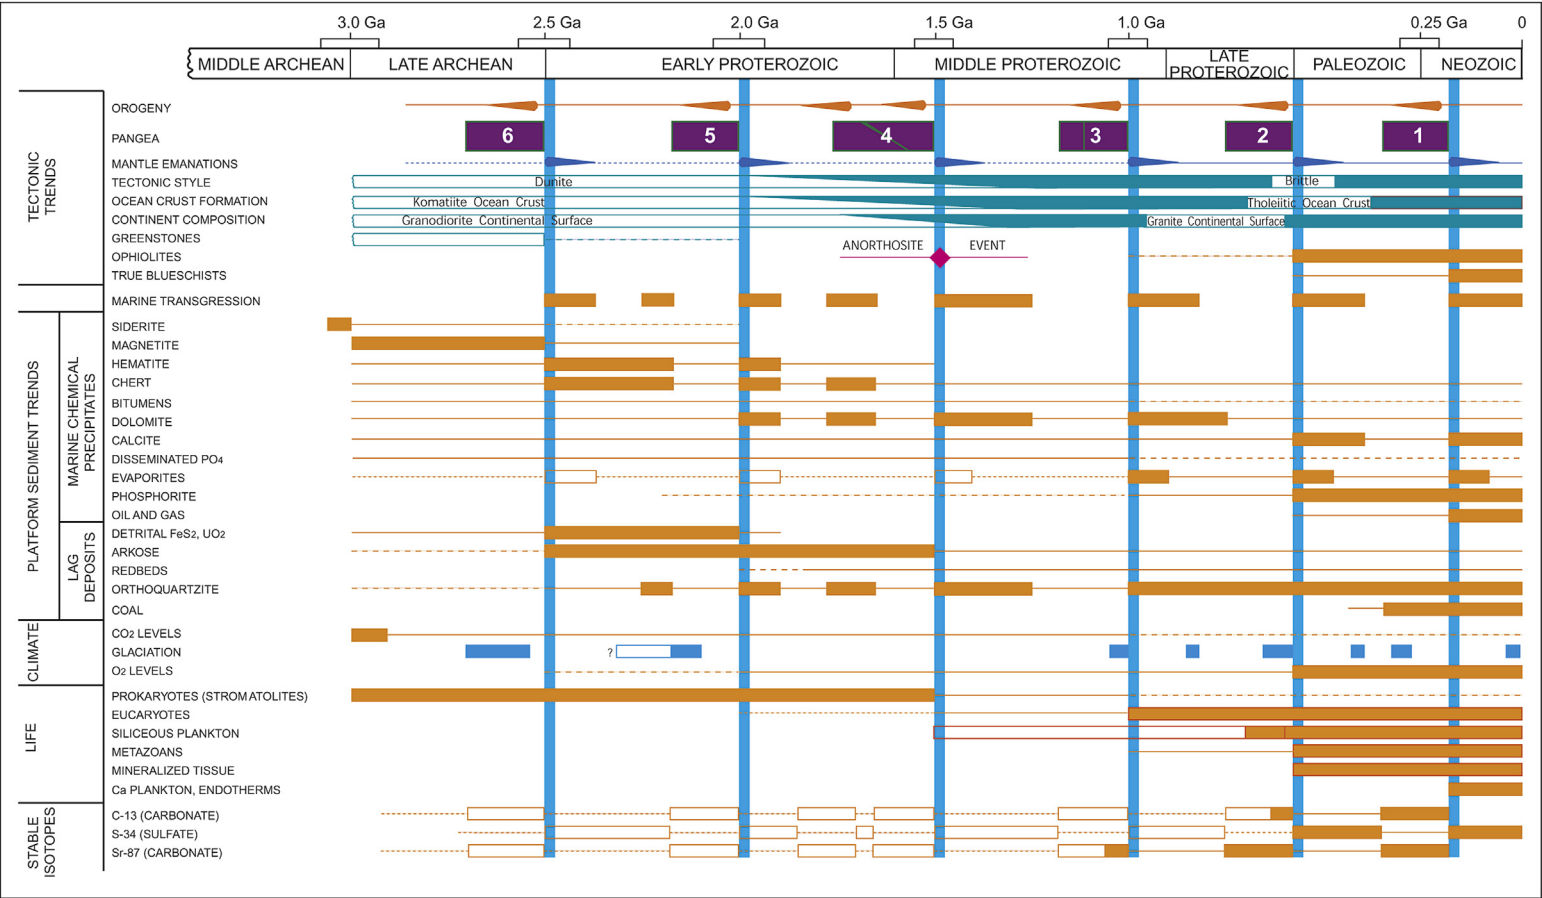 3.0 Ga 2.5 Ga 2.0 Ga 1.5 Ga 1.0 Ga 0.25 Ga 0
MIDDLE ARCHEAN LATE ARCHEAN EARLY PROTEROZOIC MIDDLE PROTEROZOIC LATE PROTEROZOIC PALEOZOIC NEOZOIC
TECTONIC TRENDS
OROGENY
PANGEA 6 5 4 3 2 1
MANTLE EMANATIONS
TECTONIC STYLE Dunite Brittle
OCEAN CRUST FORMATION Komatiite Ocean Crust Tholeiitic Ocean Crust
CONTINENT COMPOSITION Granodiorite Continental Surface Granite Continental Surface
GREENSTONES
ANORTHOSITE EVENT
OPHIOLITES
TRUE BLUESCHISTS
MARINE TRANSGRESSION
PLATFORM SEDIMENT TRENDS
MARINE CHEMICAL PRECIPITATES
SIDERITE
MAGNETITE
HEMATITE
CHERT
BITUMENS
DOLOMITE
CALCITE
DISSEMINATED PO4
EVAPORITES
PHOSPHORITE
OIL AND GAS
LAG DEPOSITS
DETRITAL FeS2, UO2
ARKOSE
REDBEDS
ORTHOQUARTZITE
COAL
CLIMATE
CO2 LEVELS
GLACIATION ?
O2 LEVELS
LIFE
PROKARYOTES (STROMATOLITES)
EUCARYOTES
SILICEOUS PLANKTON
METAZOANS
MINERALIZED TISSUE
Ca PLANKTON, ENDOTHERMS
STABLE ISOTOPES
C-13 (CARBONATE)
S-34 (SULFATE)
Sr-87 (CARBONATE)